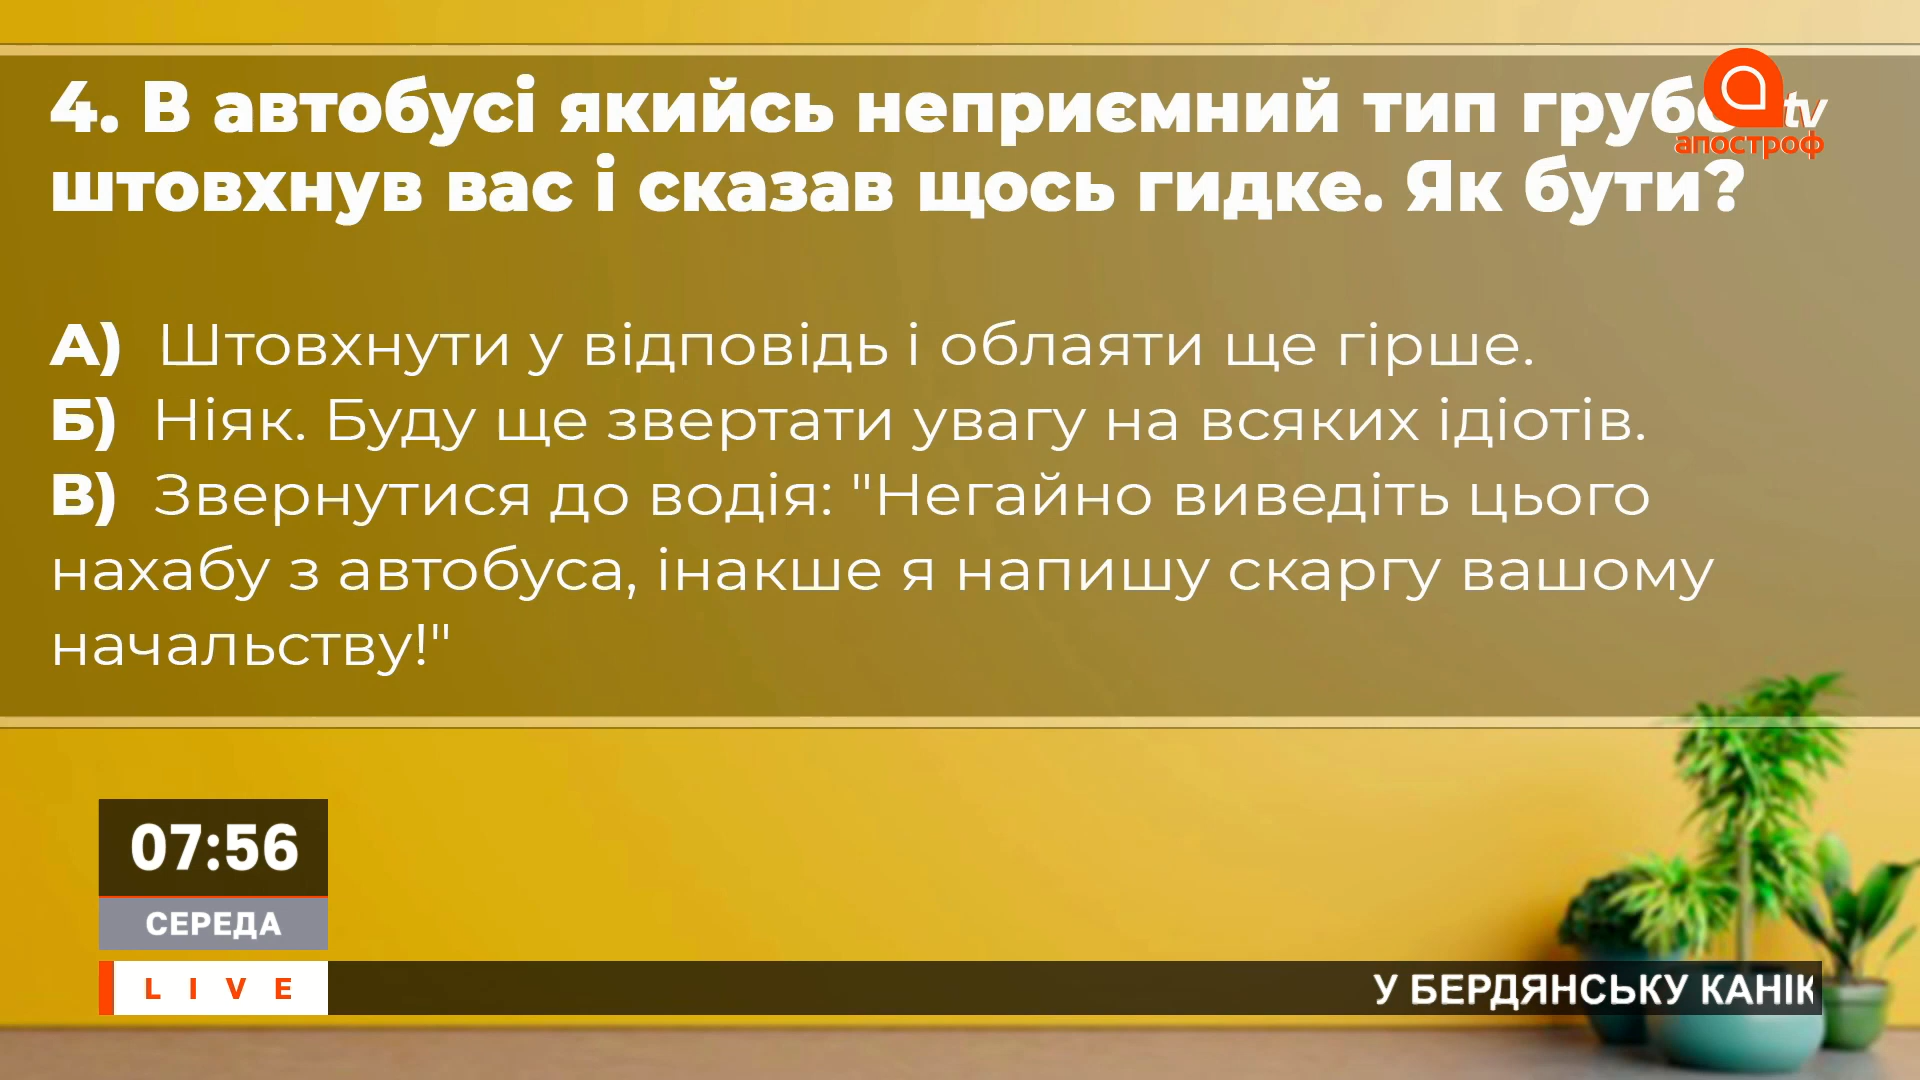 4. В автобусі якийсь неприємний тип грубо
штовхнув вас і сказав щось гидке. Як бути?
tv
апостроф
А) Штовхнути у відповідь і облаяти ще гірше.
Б) Ніяк. Буду ще звертати увагу на всяких ідіотів.
В) Звернутися до водія: "Негайно виведіть цього
нахабу з автобуса, інакше я напишу скаргу вашому
начальству!"
07:56
СЕРЕДА
LIVE
У БЕРДЯНСЬКУ КАНІК